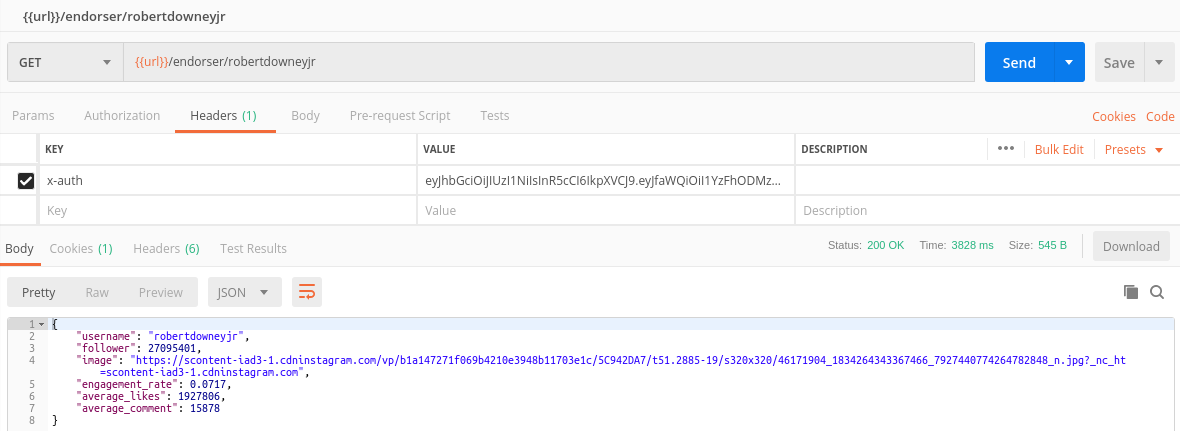 {{url}}/endorser/robertdowneyjr
GET {{url}}/endorser/robertdowneyjr Send Save
Params Authorization Headers (1) Body Pre-request Script Tests Cookies Code
KEY VALUE DESCRIPTION ••• Bulk Edit Presets
x-auth eyJhbGciOiJIUzI1NiIsInR5cCI6IkpXVCJ9.eyJfaWQiOiI1YzFhODMz...
Key Value Description
Body Cookies (1) Headers (6) Test Results Status: 200 OK Time: 3828 ms Size: 545 B Download
Pretty Raw Preview JSON
1 {
2 "username": "robertdowneyjr",
3 "follower": 27095401,
4 "image": "https://scontent-iad3-1.cdninstagram.com/vp/b1a147271f069b4210e3948b11703e1c/5C942DA7/t51.2885-19/s320x320/46171904_1834264343367466_7927440774264782848_n.jpg?_nc_ht
=scontent-iad3-1.cdninstagram.com",
5 "engagement_rate": 0.0717,
6 "average_likes": 1927806,
7 "average_comment": 15878
8 }